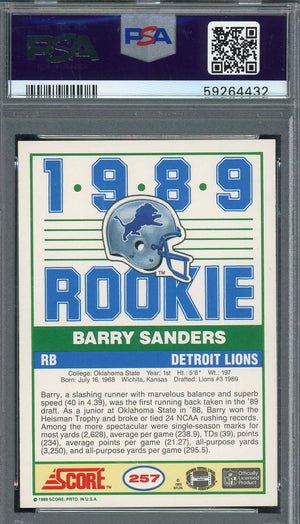 PSA
PSA
59264432
1•9•8•9
TM
ROOKIE
BARRY SANDERS
RB DETROIT LIONS
College: Oklahoma State Year: 1st Ht.: 5'8" Wt.: 197
Born: July 16, 1968 Wichita, Kansas Drafted: Lions #3 1989
Barry, a slashing runner with marvelous balance and superb
speed (40 in 4.39), was the first running back taken in the '89
draft. As a junior at Oklahoma State in '88, Barry won the
Heisman Trophy and broke or tied 24 NCAA rushing records.
Among the more spectacular were single-season marks for
most yards (2,628), average per game (238.9), TDs (39), points
(234), average points per game (21.27), all-purpose yards
(3,250), and all-purpose yards per game (295.5).
SCORE
257
Officially
Licensed
Product
© 1989 SCORE, PRTD. IN U.S.A.